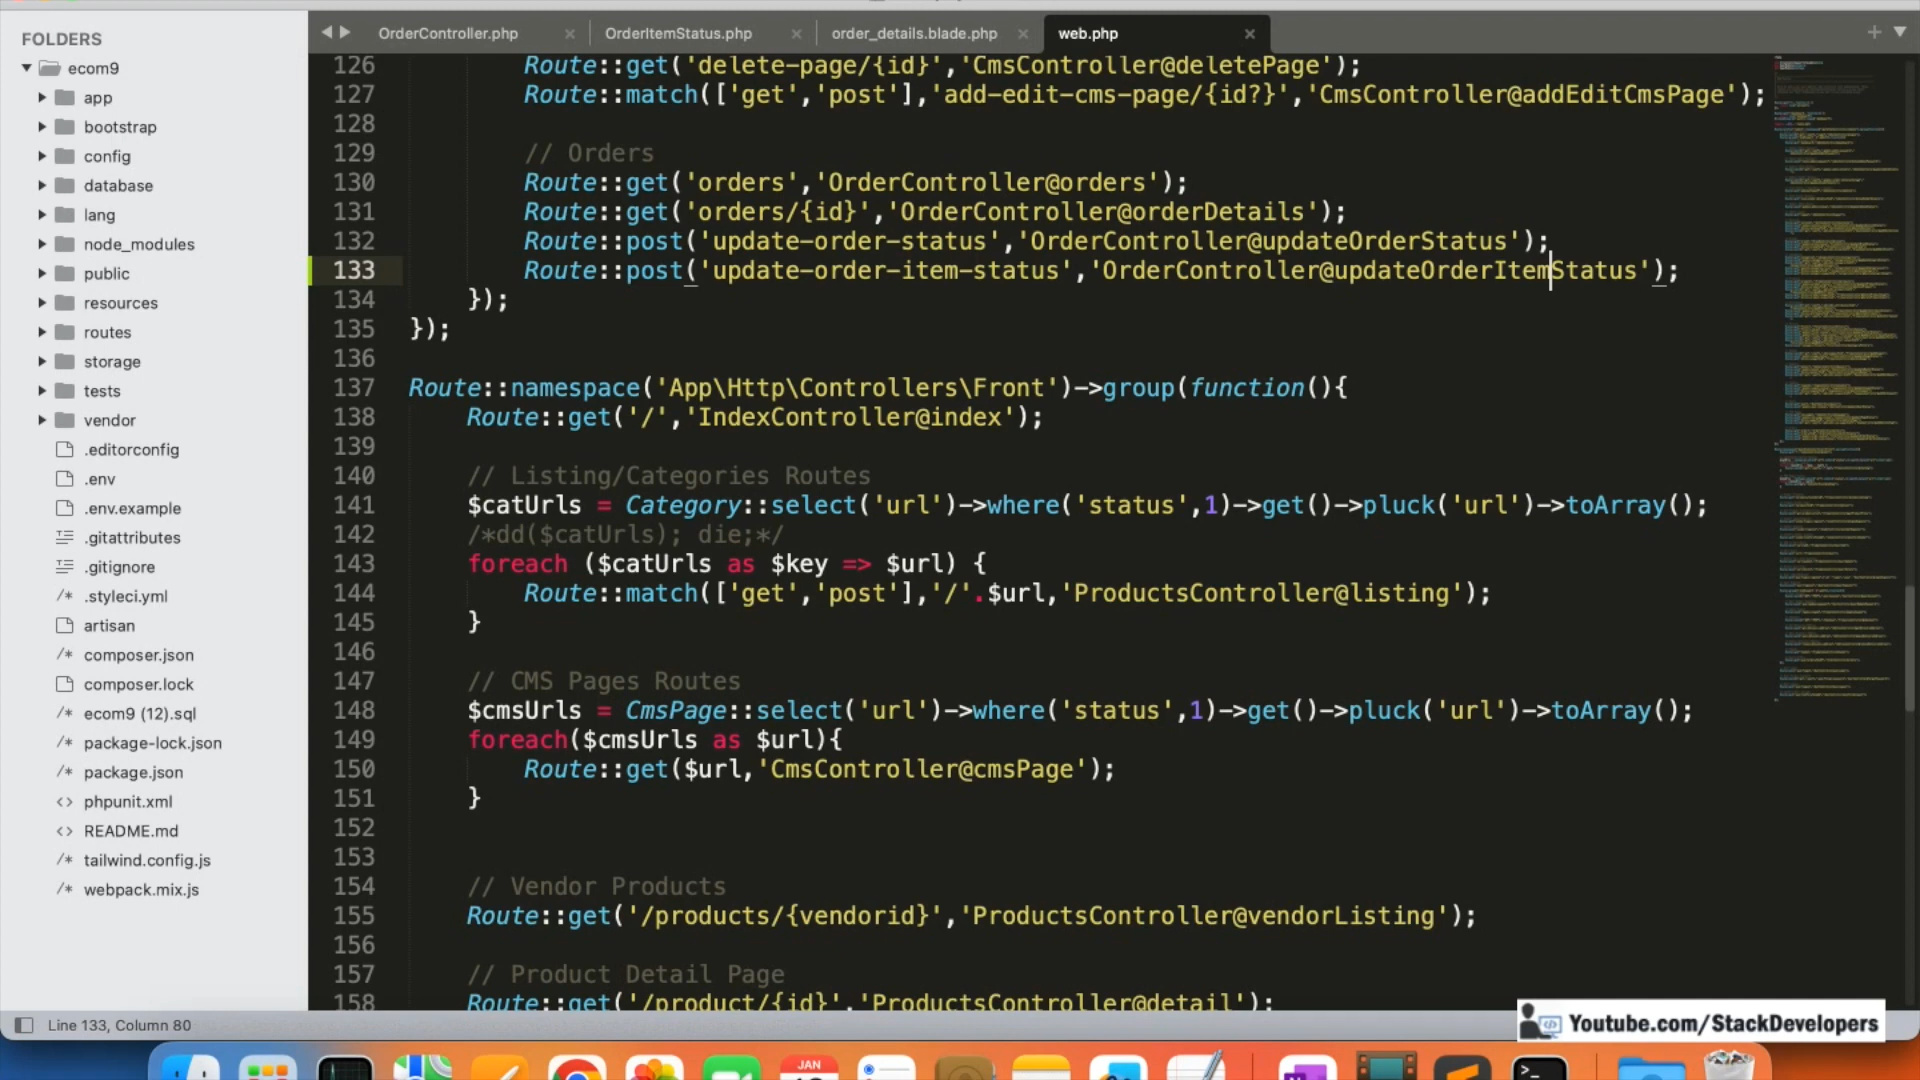 OrderController.php
OrderItemStatus.php
order_details.blade.php
web.php
FOLDERS
ecom9
app
bootstrap
config
database
lang
node_modules
public
resources
routes
storage
tests
vendor
.editorconfig
.env
.env.example
.gitattributes
.gitignore
/* .styleci.yml
artisan
/* composer.json
composer.lock
/* ecom9 (12).sql
/* package-lock.json
/* package.json
<> phpunit.xml
<> README.md
/* tailwind.config.js
/* webpack.mix.js
126 Route::get('delete-page/{id}','CmsController@deletePage');
127 Route::match(['get','post'],'add-edit-cms-page/{id?}','CmsController@addEditCmsPage');
128
129 // Orders
130 Route::get('orders','OrderController@orders');
131 Route::get('orders/{id}','OrderController@orderDetails');
132 Route::post('update-order-status','OrderController@updateOrderStatus');
133 Route::post('update-order-item-status','OrderController@updateOrderItemStatus');
134 });
135 });
136
137 Route::namespace('App\Http\Controllers\Front')->group(function(){
138 Route::get('/','IndexController@index');
139
140 // Listing/Categories Routes
141 $catUrls = Category::select('url')->where('status',1)->get()->pluck('url')->toArray();
142 /*dd($catUrls); die;*/
143 foreach ($catUrls as $key => $url) {
144 Route::match(['get','post'],'/'.$url,'ProductsController@listing');
145 }
146
147 // CMS Pages Routes
148 $cmsUrls = CmsPage::select('url')->where('status',1)->get()->pluck('url')->toArray();
149 foreach($cmsUrls as $url){
150 Route::get($url,'CmsController@cmsPage');
151 }
152
153
154 // Vendor Products
155 Route::get('/products/{vendorid}','ProductsController@vendorListing');
156
157 // Product Detail Page
158 Route::get('/product/{id}','ProductsController@detail');
Line 133, Column 80
Youtube.com/StackDevelopers
JAN